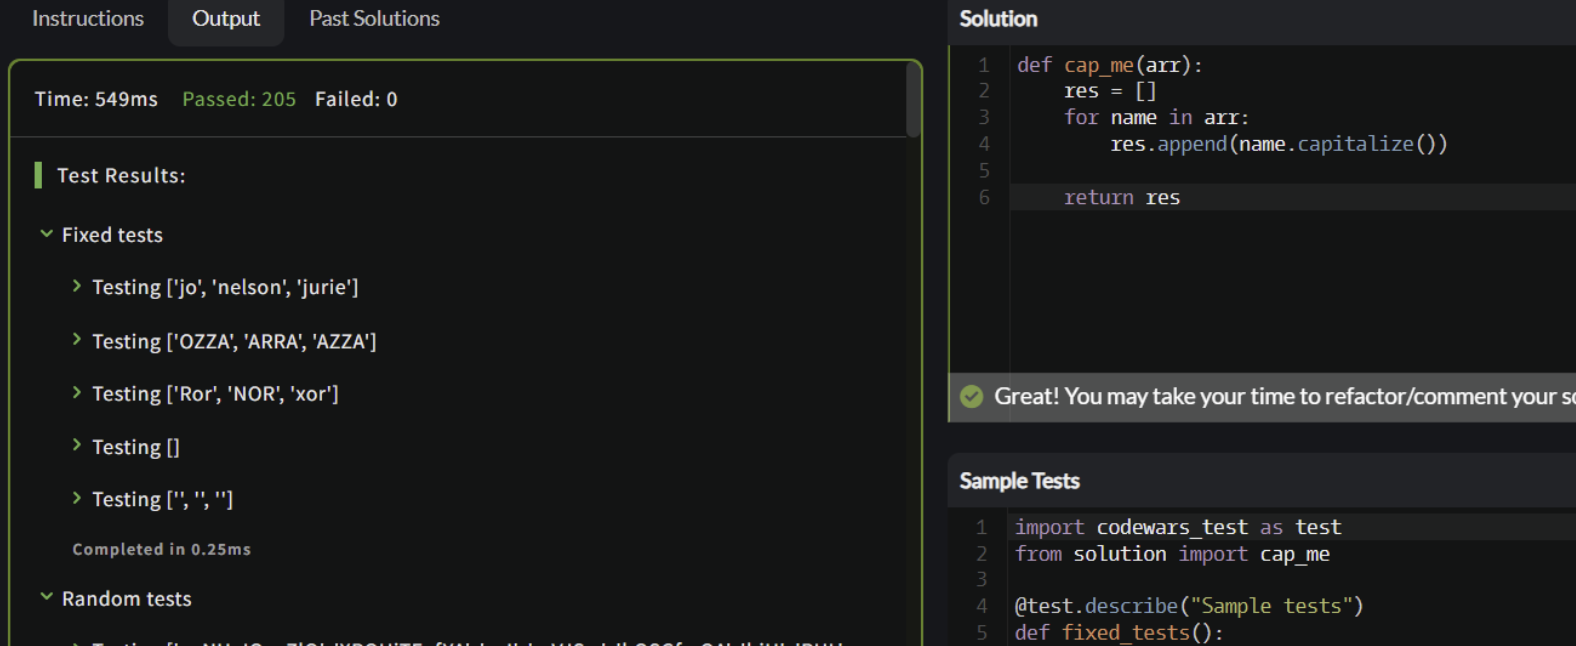 Instructions Output Past Solutions
Time: 549ms Passed: 205 Failed: 0
Test Results:
Fixed tests
Testing ['jo', 'nelson', 'jurie']
Testing ['OZZA', 'ARRA', 'AZZA']
Testing ['Ror', 'NOR', 'xor']
Testing []
Testing ['', '', '']
Completed in 0.25ms
Random tests
Solution
1 def cap_me(arr):
2 res = []
3 for name in arr:
4 res.append(name.capitalize())
5
6 return res
Great! You may take your time to refactor/comment your
Sample Tests
1 import codewars_test as test
2 from solution import cap_me
3
4 @test.describe("Sample tests")
5 def fixed_tests():